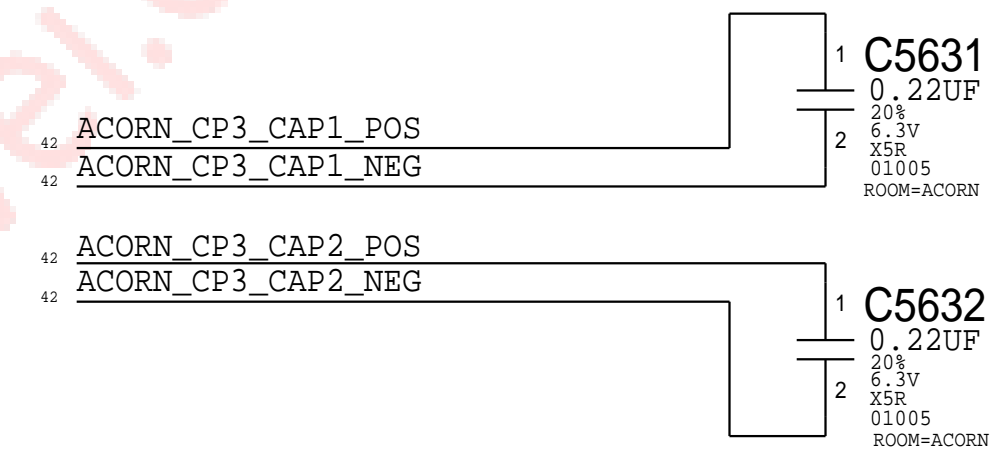 1 C5631
0.22UF
20%
6.3V
2
X5R
01005
ROOM=ACORN
42 ACORN_CP3_CAP1_POS
42 ACORN_CP3_CAP1_NEG
42 ACORN_CP3_CAP2_POS
42 ACORN_CP3_CAP2_NEG
1 C5632
0.22UF
20%
6.3V
2
X5R
01005
ROOM=ACORN